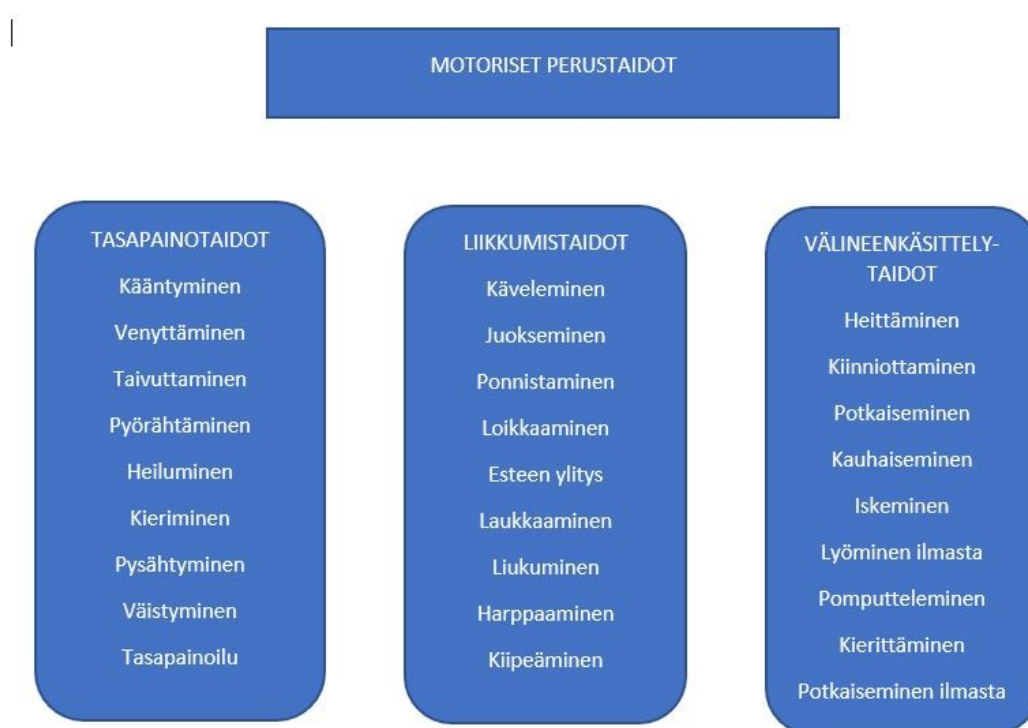 MOTORISET PERUSTAIDOT
TASAPAINOTAIDOT
Kääntyminen
Venyttäminen
Taivuttaminen
Pyörähtäminen
Heiluminen
Kieriminen
Pysähtyminen
Väistyminen
Tasapainoilu
LIIKKUMISTAIDOT
Käveleminen
Juokseminen
Ponnistaminen
Loikkaaminen
Esteen ylitys
Laukkaaminen
Liukuminen
Harppaaminen
Kiipeäminen
VÄLINEENKÄSITTELY-
TAIDOT
Heittäminen
Kiinniottaminen
Potkaiseminen
Kauhaiseminen
Iskeminen
Lyöminen ilmasta
Pomputteleminen
Kierittäminen
Potkaiseminen ilmasta